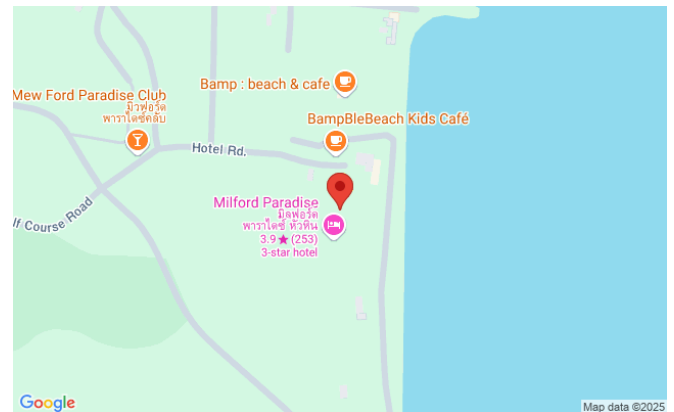 Bamp : beach & cafe
Mew Ford Paradise Club
มิวฟอร์ด
พาราไดซ์คลับ
BampBleBeach Kids Café
Hotel Rd.
Milford Paradise
มิลฟอร์ด
พาราไดซ์ หัวหิน
3.9 ★ (253)
3-star hotel
lf Course Road
Google
Map data ©2025